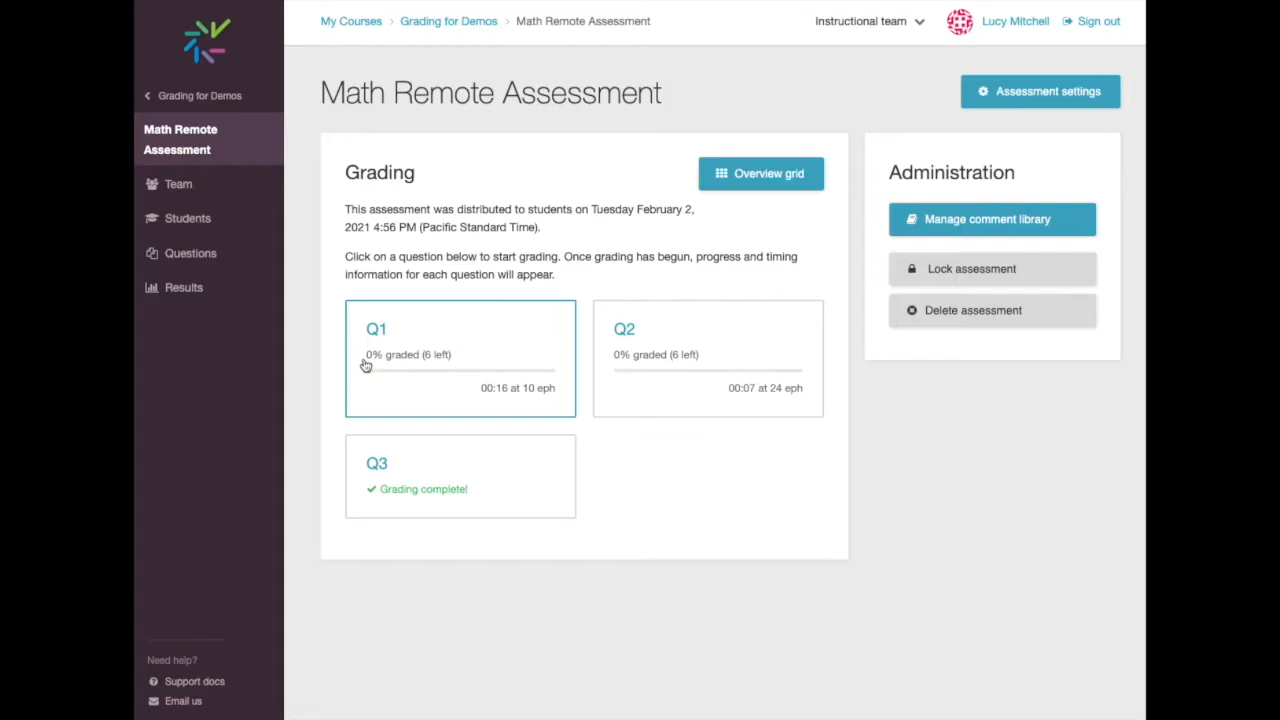 My Courses > Grading for Demos > Math Remote Assessment
Instructional team
Lucy Mitchell
Sign out
Grading for Demos
Math Remote
Assessment
Team
Students
Questions
Results
Need help?
Support docs
Email us
Math Remote Assessment
Assessment settings
Grading
Overview grid
This assessment was distributed to students on Tuesday February 2,
2021 4:56 PM (Pacific Standard Time).
Click on a question below to start grading. Once grading has begun, progress and timing
information for each question will appear.
Q1
0% graded (6 left)
00:16 at 10 eph
Q2
0% graded (6 left)
00:07 at 24 eph
Q3
Grading complete!
Administration
Manage comment library
Lock assessment
Delete assessment